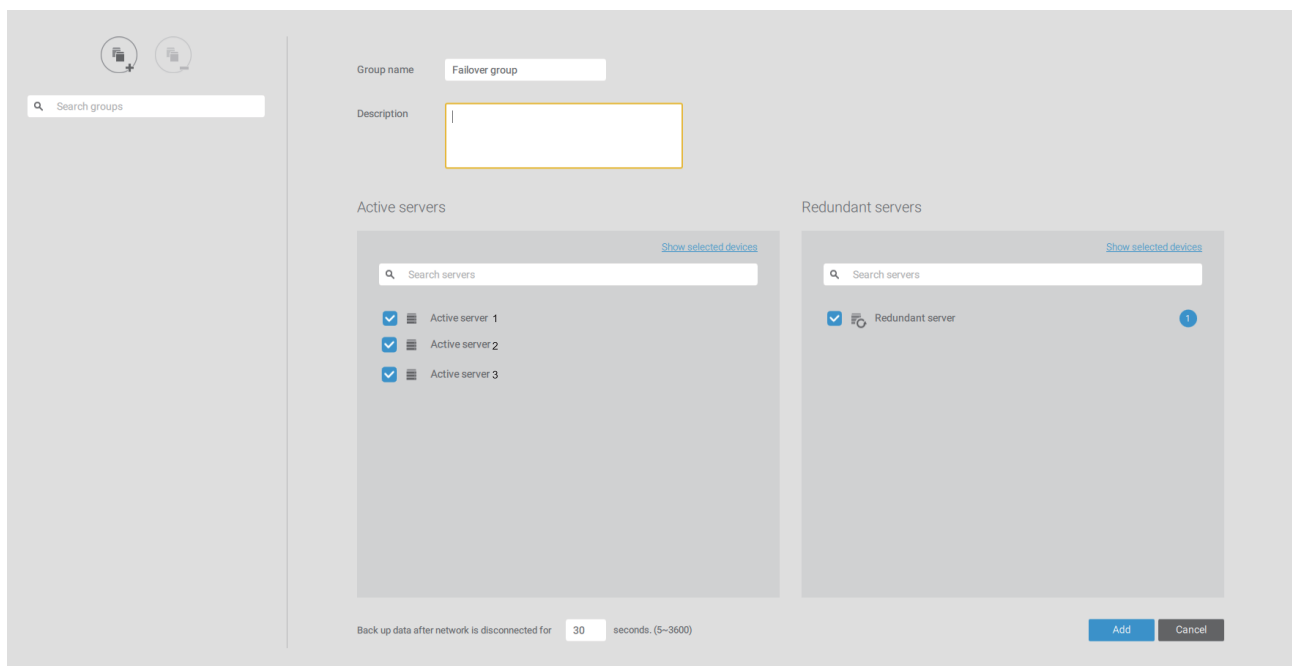 Search groups
Group name Failover group
Description
Active servers
Show selected devices
Search servers
Active server 1
Active server 2
Active server 3
Redundant servers
Show selected devices
Search servers
Redundant server 1
Back up data after network is disconnected for 30 seconds. (5~3600)
Add Cancel